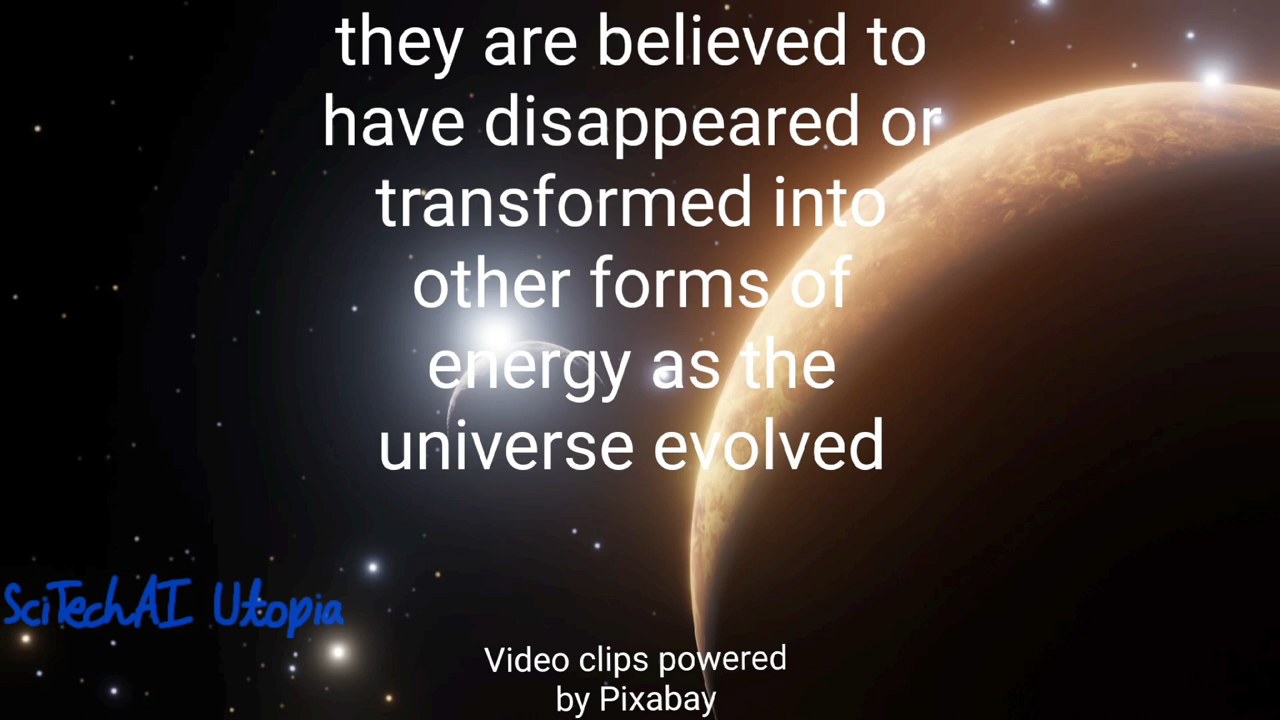 they are believed to
have disappeared or
transformed into
other forms of
energy as the
universe evolved
SciTechAI Utopia
Video clips powered
by Pixabay